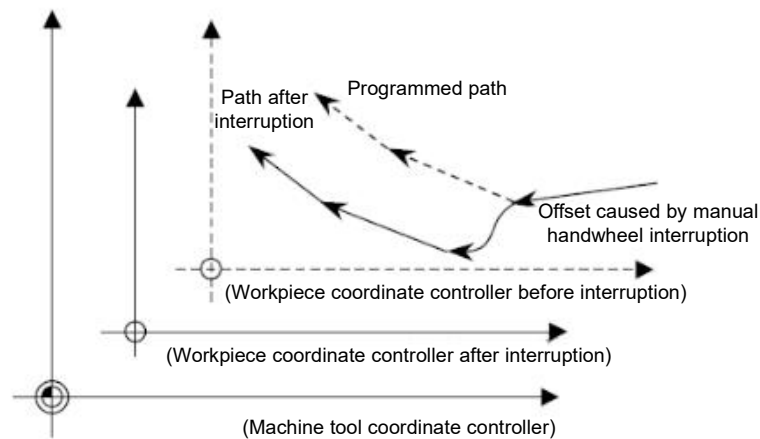 Programmed path
Path after
interruption
Offset caused by manual
handwheel interruption
(Workpiece coordinate controller before interruption)
(Workpiece coordinate controller after interruption)
(Machine tool coordinate controller)